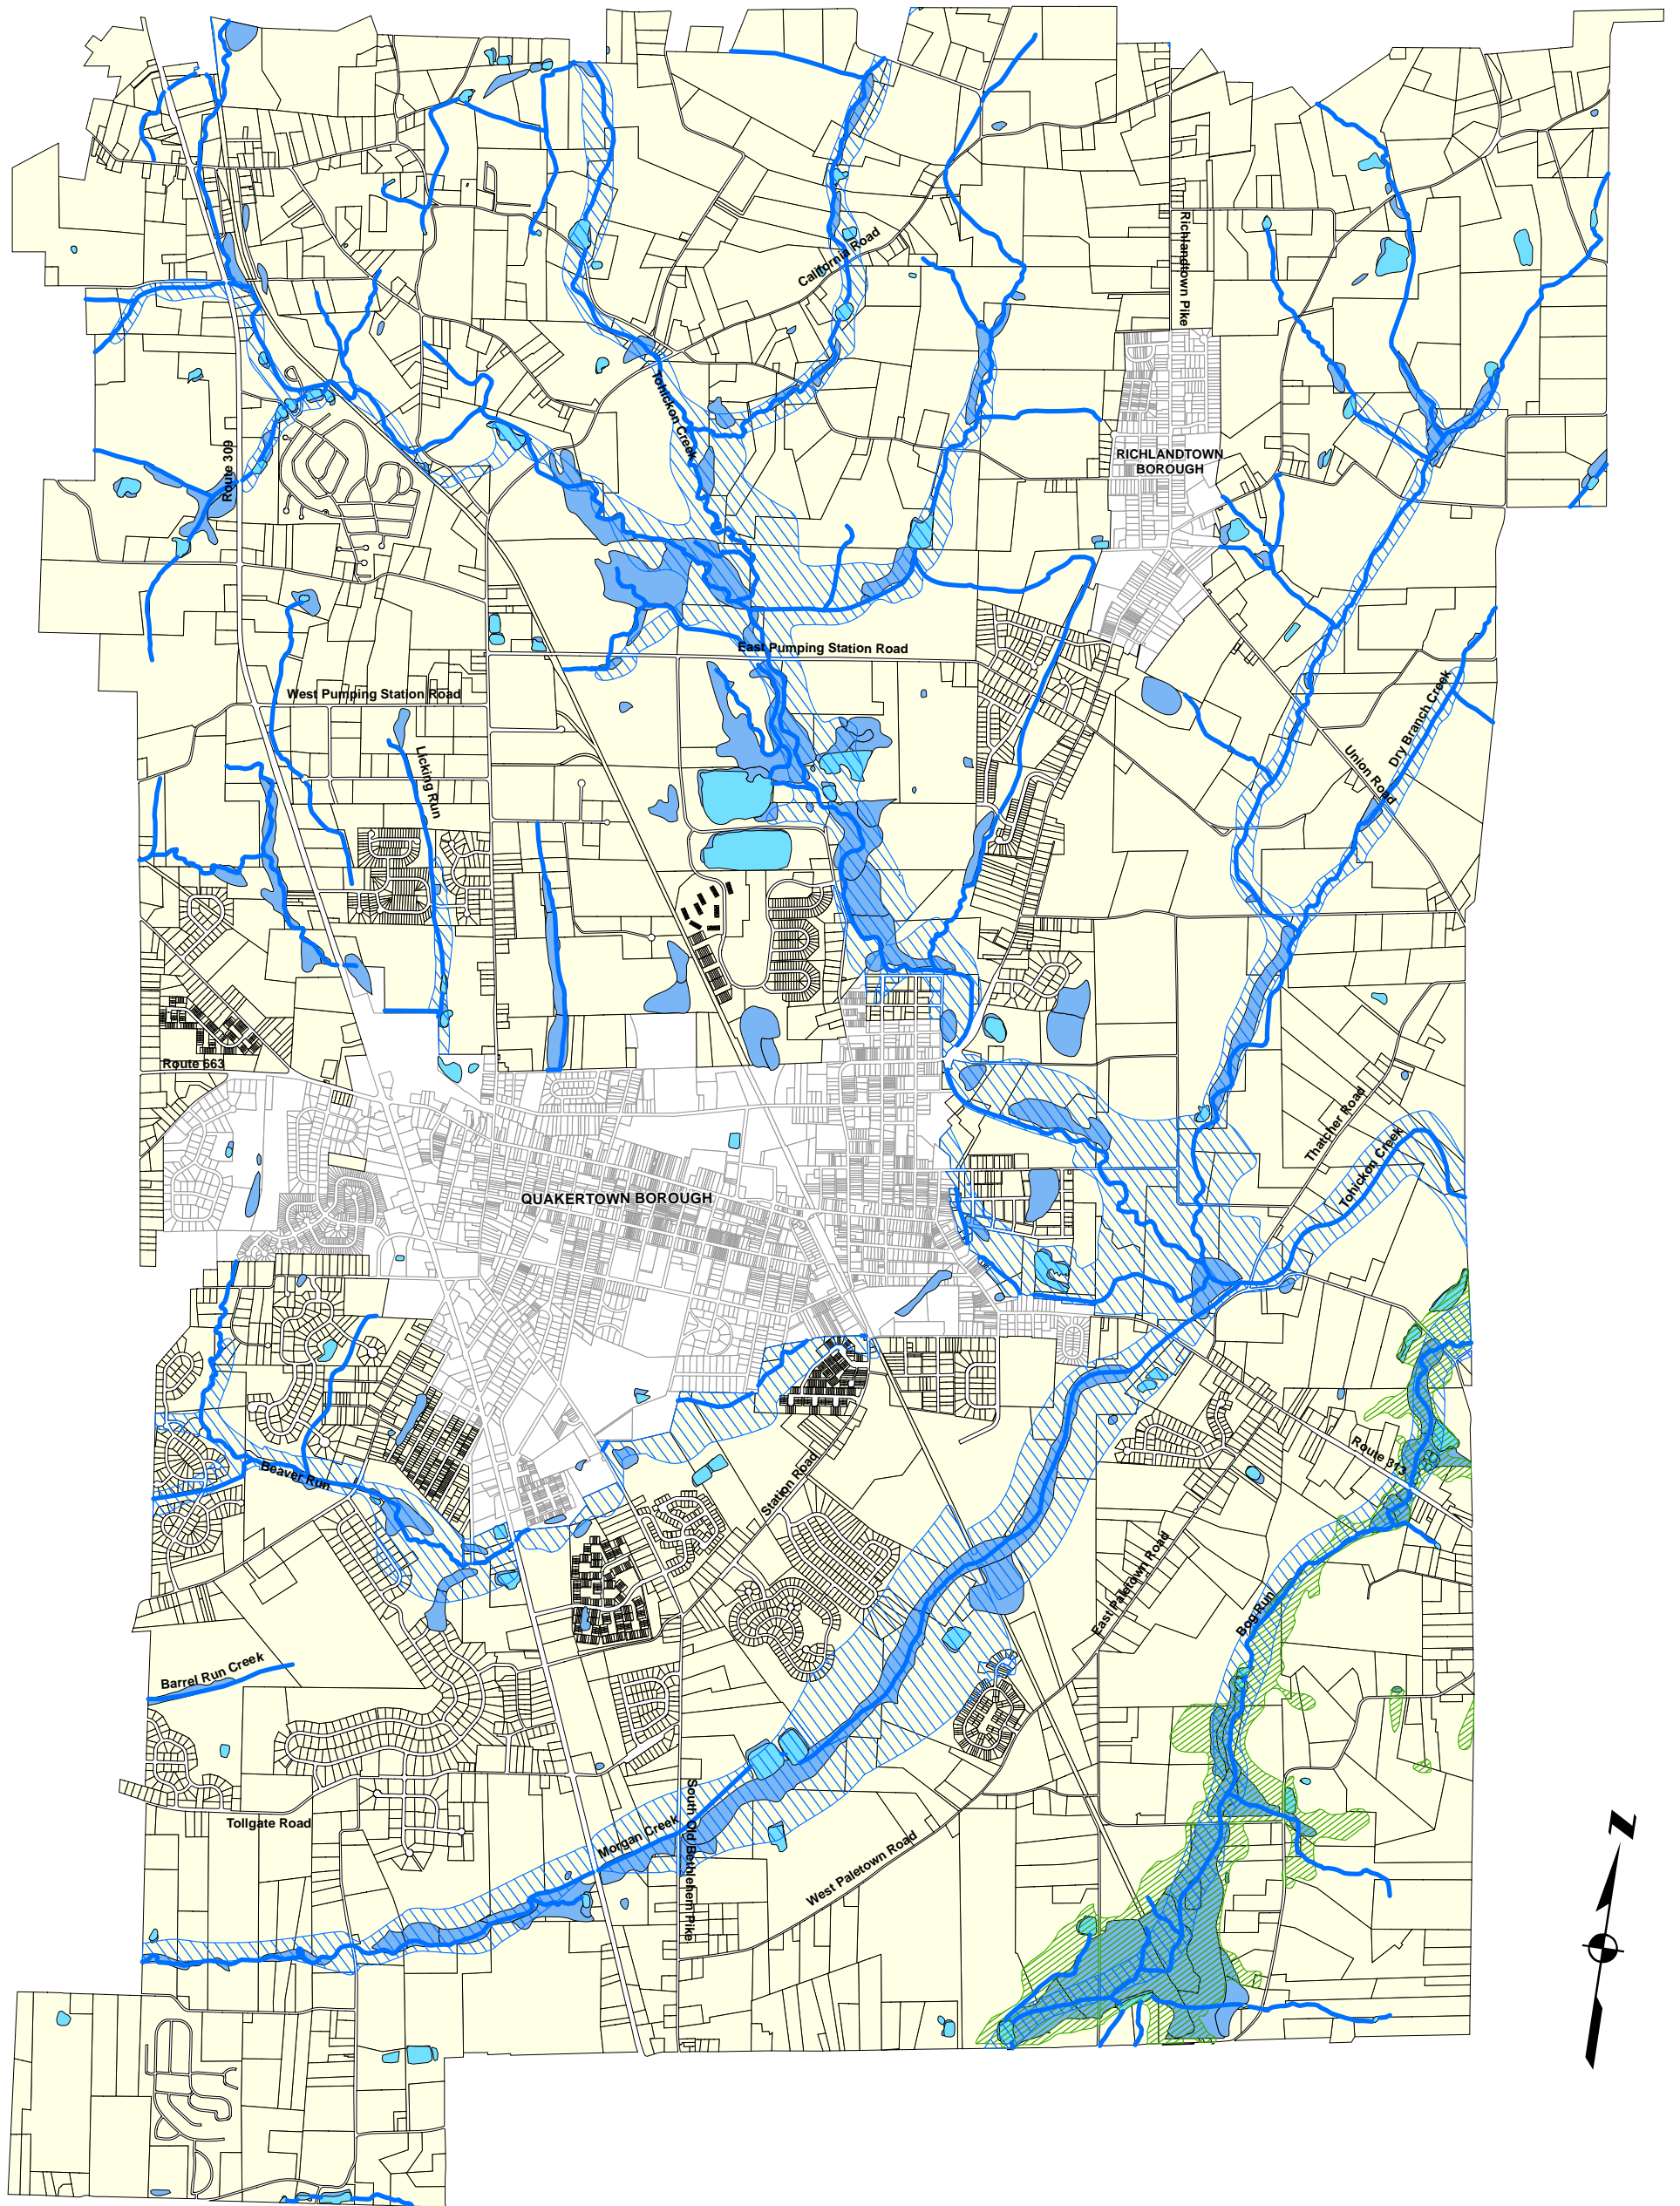 Richlandtown Pike
California Road
Tohickon Creek
Route 309
RICHLANDTOWN
BOROUGH
East Pumping Station Road
West Pumping Station Road
Licking Run
Dry Branch Creek
Union Road
Route 663
Thatcher Road
Tohickon Creek
QUAKERTOWN BOROUGH
Route 313
Beaver Run
Station Road
East Paletown Road
Bog Run
Barrel Run Creek
South Old Bethlehem Pike
Tollgate Road
Morgan Creek
West Paletown Road
N